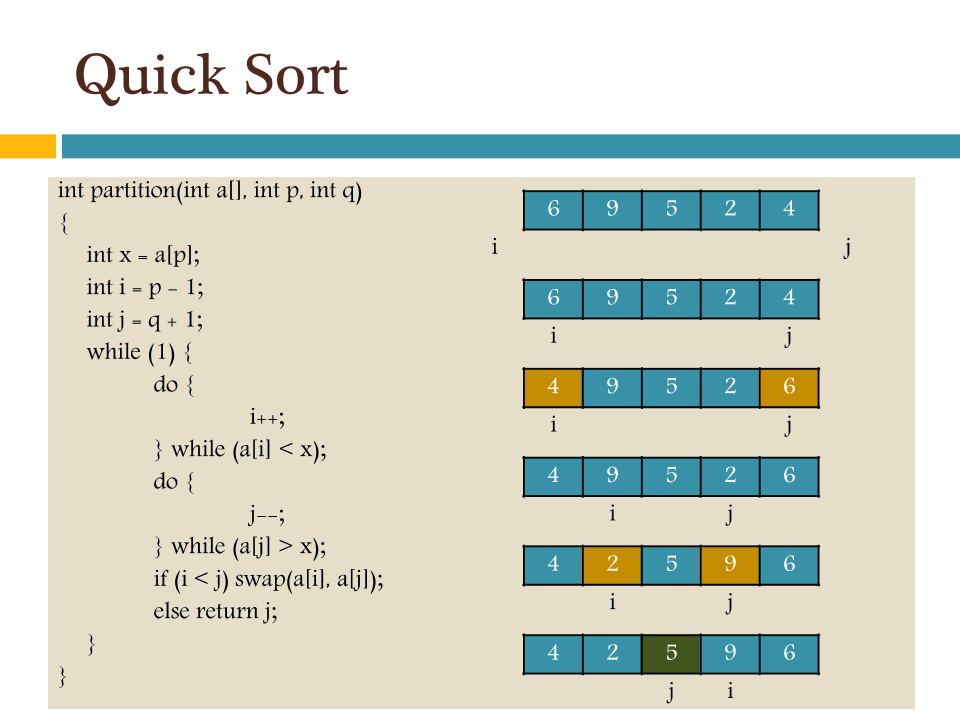 Quick Sort
int partition(int a[], int p, int q)
{
int x = a[p];
int i = p - 1;
int j = q + 1;
while (1) {
do {
i++;
} while (a[i] < x);
do {
j--;
} while (a[j] > x);
if (i < j) swap(a[i], a[j]);
else return j;
}
}
6 9 5 2 4
i j
6 9 5 2 4
i j
4 9 5 2 6
i j
4 9 5 2 6
i j
4 2 5 9 6
i j
4 2 5 9 6
j i